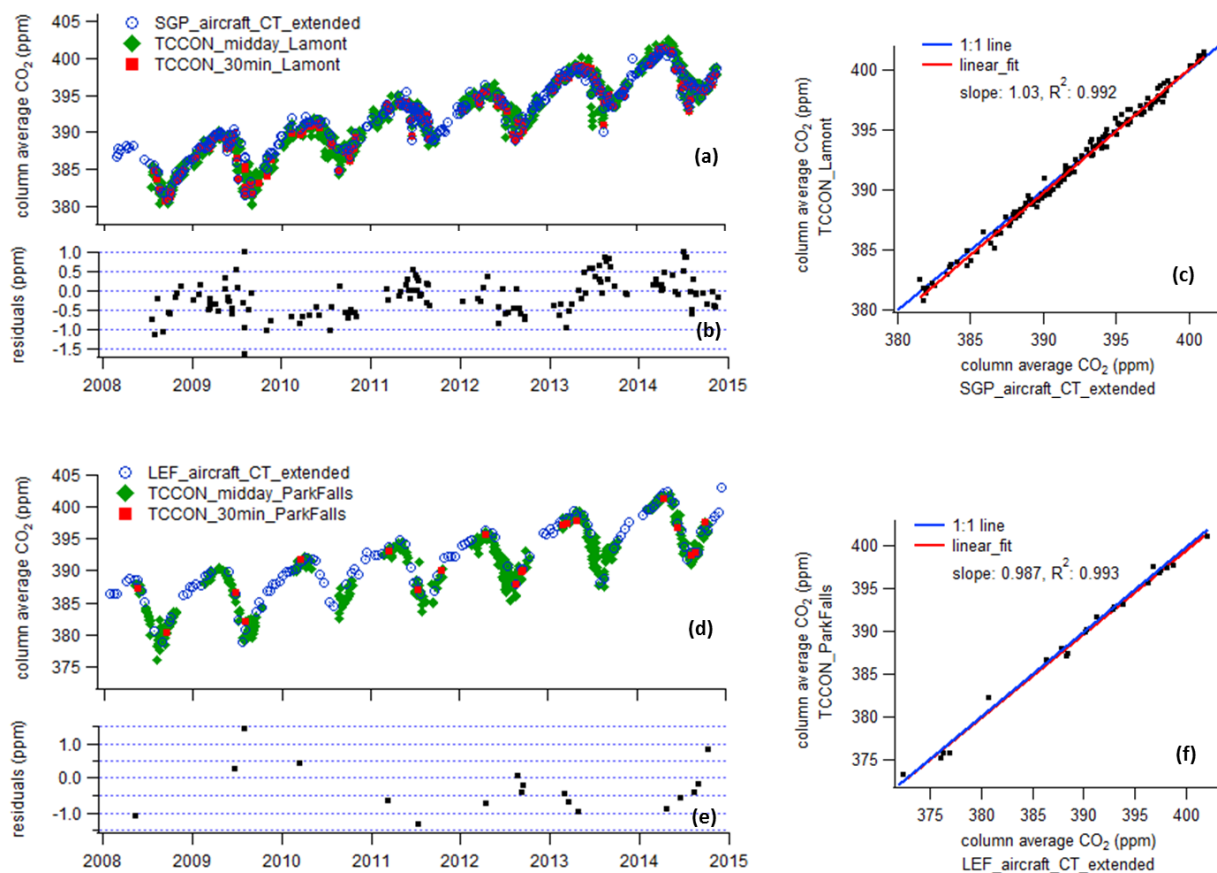 SGP_aircraft_CT_extended
TCCON_midday_Lamont
TCCON_30min_Lamont
column average CO2 (ppm)
405
400
395
390
385
380
(a)
residuals (ppm)
1.0
0.5
0.0
-0.5
-1.0
-1.5
(b)
2008 2009 2010 2011 2012 2013 2014 2015
1:1 line
linear_fit
slope: 1.03, R2: 0.992
column average CO2 (ppm)
TCCON_Lamont
400
395
390
385
380
(c)
380 385 390 395 400
column average CO2 (ppm)
SGP_aircraft_CT_extended
LEF_aircraft_CT_extended
TCCON_midday_ParkFalls
TCCON_30min_ParkFalls
column average CO2 (ppm)
405
400
395
390
385
380
375
(d)
residuals (ppm)
1.0
0.0
-1.0
(e)
2008 2009 2010 2011 2012 2013 2014 2015
1:1 line
linear_fit
slope: 0.987, R2: 0.993
column average CO2 (ppm)
TCCON_ParkFalls
400
395
390
385
380
375
(f)
375 380 385 390 395 400
column average CO2 (ppm)
LEF_aircraft_CT_extended